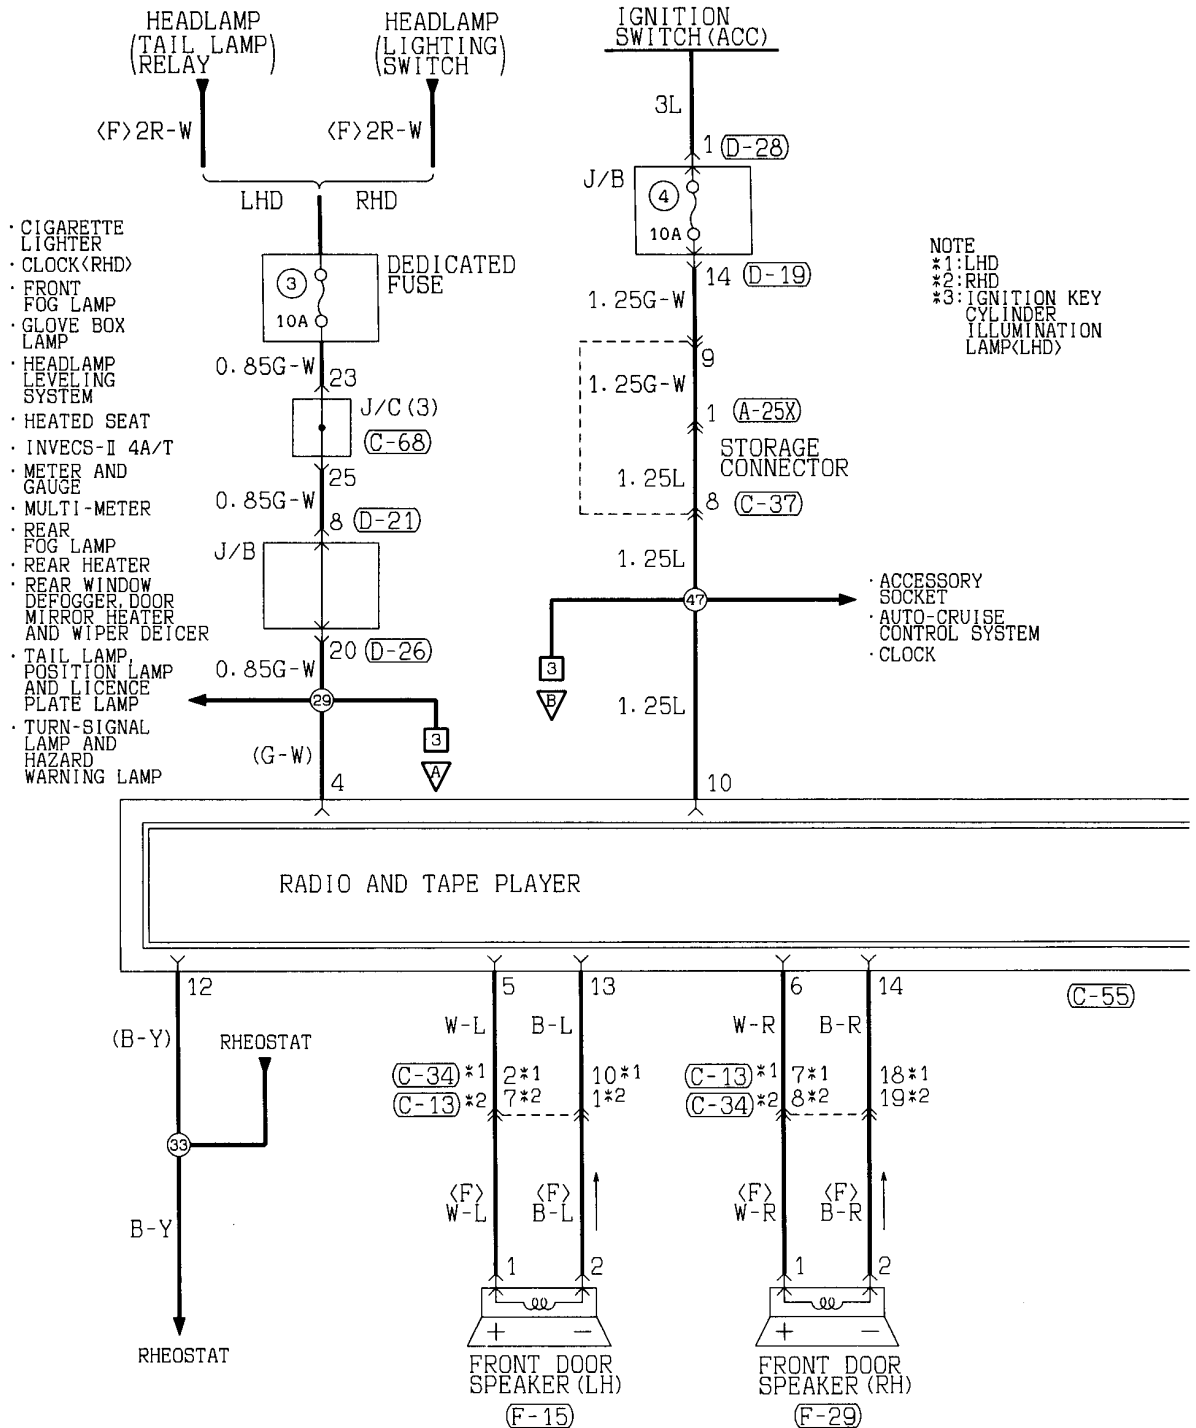 HEADLAMP
(TAIL LAMP)
(RELAY)
HEADLAMP
(LIGHTING)
(SWITCH)
IGNITION
SWITCH(ACC)
<F>2R-W
<F>2R-W
3L
1 (D-28)
LHD
RHD
J/B
4
10A
14 (D-19)
DEDICATED
FUSE
3
10A
NOTE
*1:LHD
*2:RHD
*3:IGNITION KEY
CYLINDER
ILLUMINATION
LAMP<LHD>
· CIGARETTE
LIGHTER
· CLOCK<RHD>
· FRONT
FOG LAMP
· GLOVE BOX
LAMP
· HEADLAMP
LEVELING
SYSTEM
· HEATED SEAT
· INVECS-Ⅱ 4A/T
· METER AND
GAUGE
· MULTI-METER
· REAR
FOG LAMP
· REAR HEATER
· REAR WINDOW
DEFOGGER,DOOR
MIRROR HEATER
AND WIPER DEICER
· TAIL LAMP,
POSITION LAMP
AND LICENCE
PLATE LAMP
· TURN-SIGNAL
LAMP AND
HAZARD
WARNING LAMP
0.85G-W
23
J/C(3)
(C-68)
25
0.85G-W
8 (D-21)
J/B
20 (D-26)
0.85G-W
29
3
A
(G-W)
4
1.25G-W
9
1.25G-W
1 (A-25X)
STORAGE
CONNECTOR
1.25L
8 (C-37)
1.25L
47
· ACCESSORY
SOCKET
· AUTO-CRUISE
CONTROL SYSTEM
· CLOCK
3
B
1.25L
10
RADIO AND TAPE PLAYER
12
5
13
6
14
(C-55)
(B-Y)
RHEOSTAT
W-L
B-L
W-R
B-R
(C-34)*1 2*1
10*1
(C-13)*1 7*1
18*1
(C-13)*2 7*2
1*2
(C-34)*2 8*2
19*2
33
B-Y
<F>
W-L
<F>
B-L
<F>
W-R
<F>
B-R
1
2
1
2
+ −
+ −
RHEOSTAT
FRONT DOOR
SPEAKER(LH)
(F-15)
FRONT DOOR
SPEAKER(RH)
(F-29)